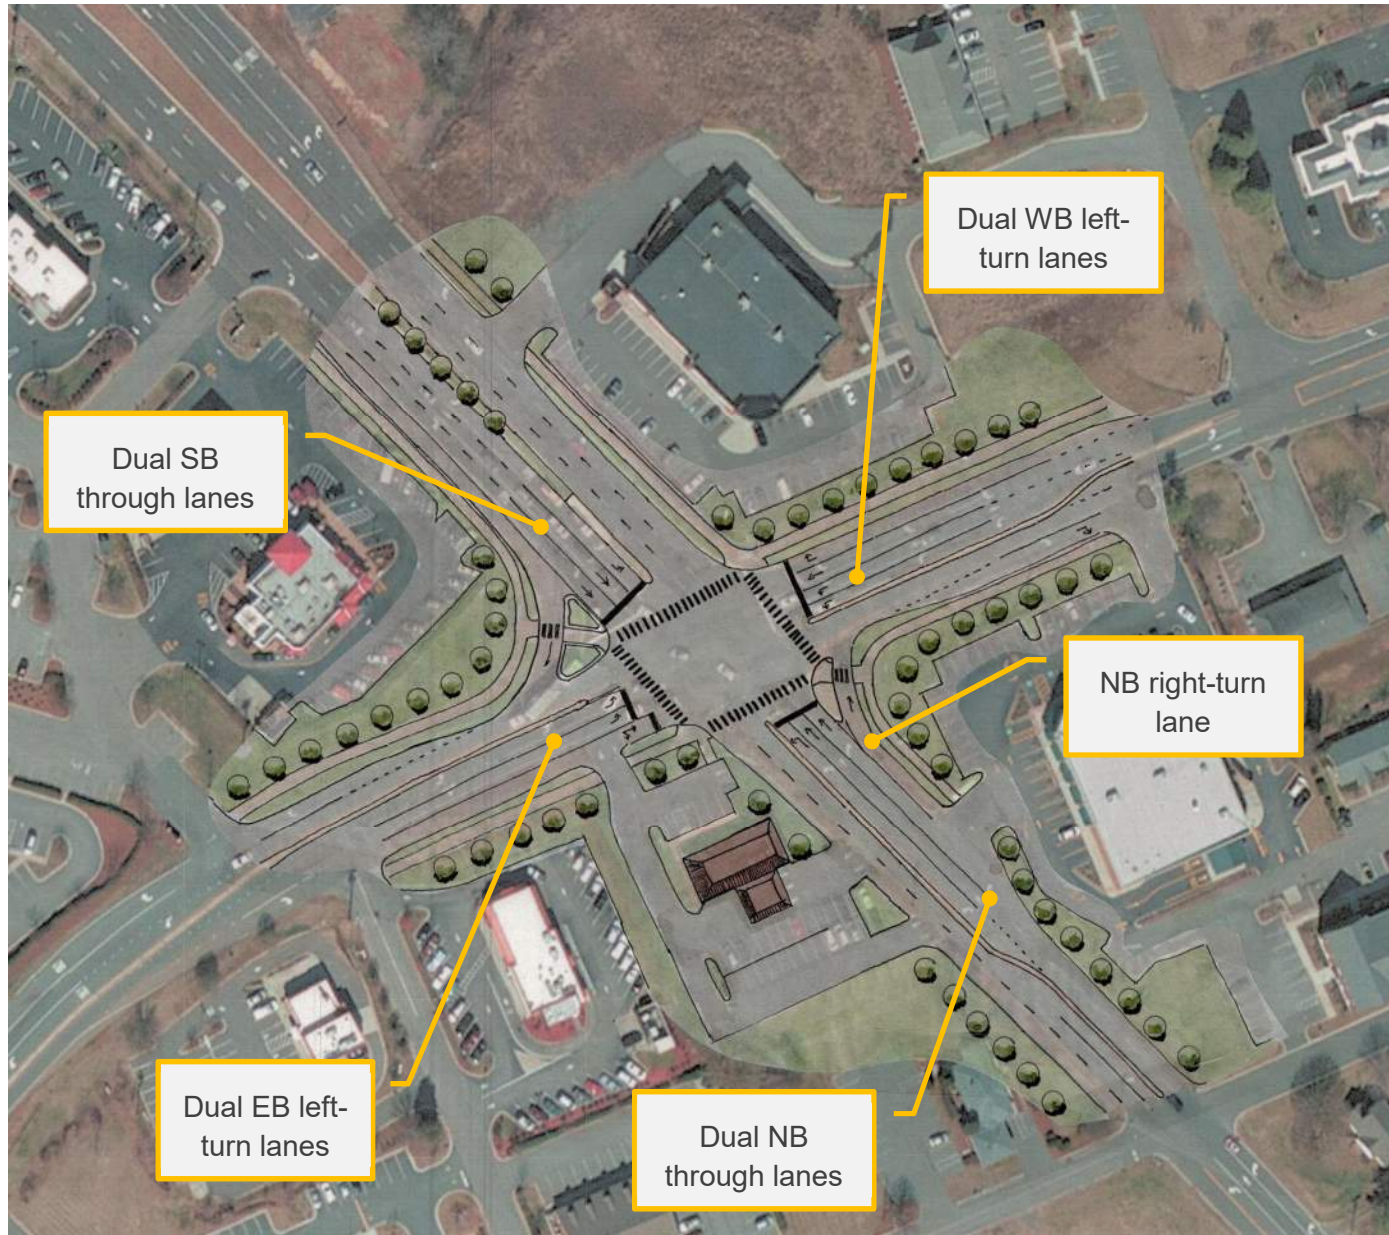 Dual WB left-
turn lanes
Dual SB
through lanes
NB right-turn
lane
Dual EB left-
turn lanes
Dual NB
through lanes